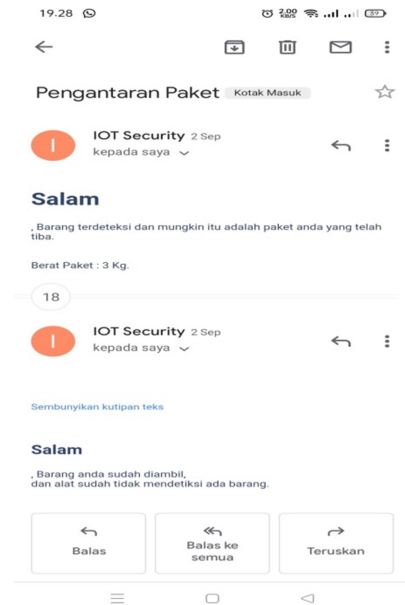 19.28
2.00
KB/S
59
Pengantaran Paket Kotak Masuk
I
IOT Security 2 Sep
kepada saya
Salam
, Barang terdeteksi dan mungkin itu adalah paket anda yang telah
tiba.
Berat Paket : 3 Kg.
18
I
IOT Security 2 Sep
kepada saya
Sembunyikan kutipan teks
Salam
, Barang anda sudah diambil,
dan alat sudah tidak mendetiksi ada barang.
Balas
Balas ke
semua
Teruskan